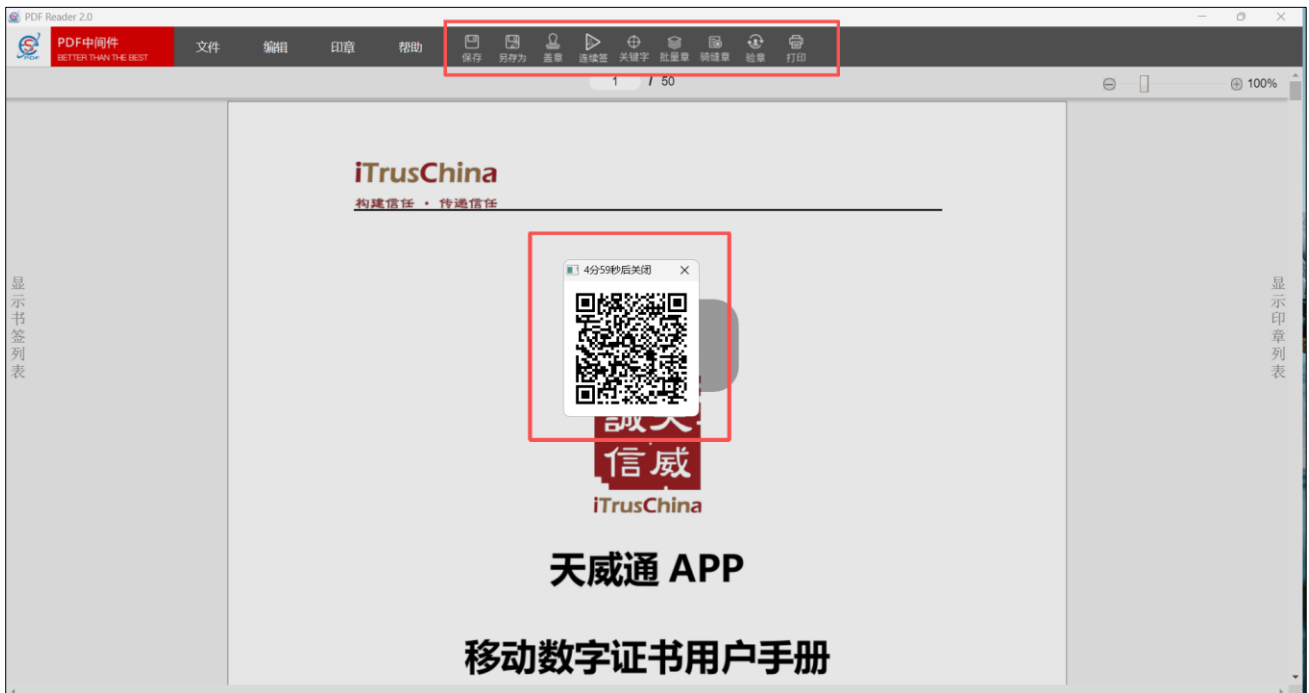 PDF Reader 2.0
PDF中间件
BETTER THAN THE BEST
文件 编辑 印章 帮助
保存 另存为 盖章 连续签 关键字 批量章 骑缝章 验章 打印
1 / 50
100%
iTrusChina
构建信任 · 传递信任
显示书签列表
显示印章列表
4分59秒后关闭
誠天
信威
iTrusChina
天威通 APP
移动数字证书用户手册